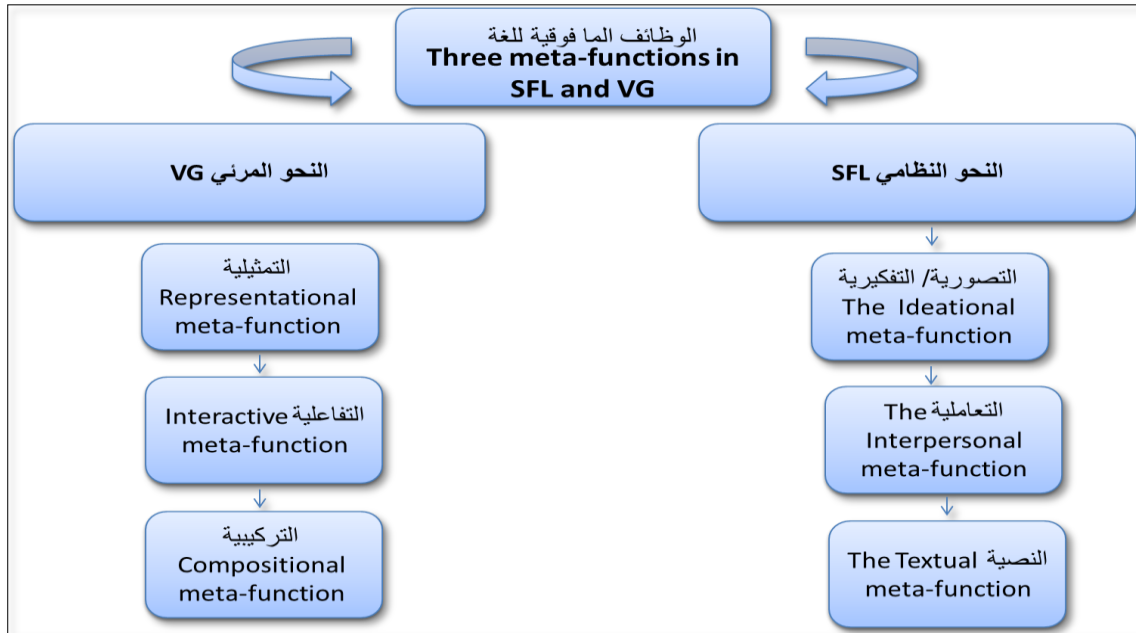 الوظائف الما فوقية للغة
Three meta-functions in
SFL and VG
النحو المرئي VG
التمثيلية
Representational
meta-function
التفاعلية Interactive
meta-function
التركيبية
Compositional
meta-function
النحو النظامي SFL
التصورية/ التفكيرية
The Ideational
meta-function
التعاملية The
Interpersonal
meta-function
النصية The Textual
meta-function